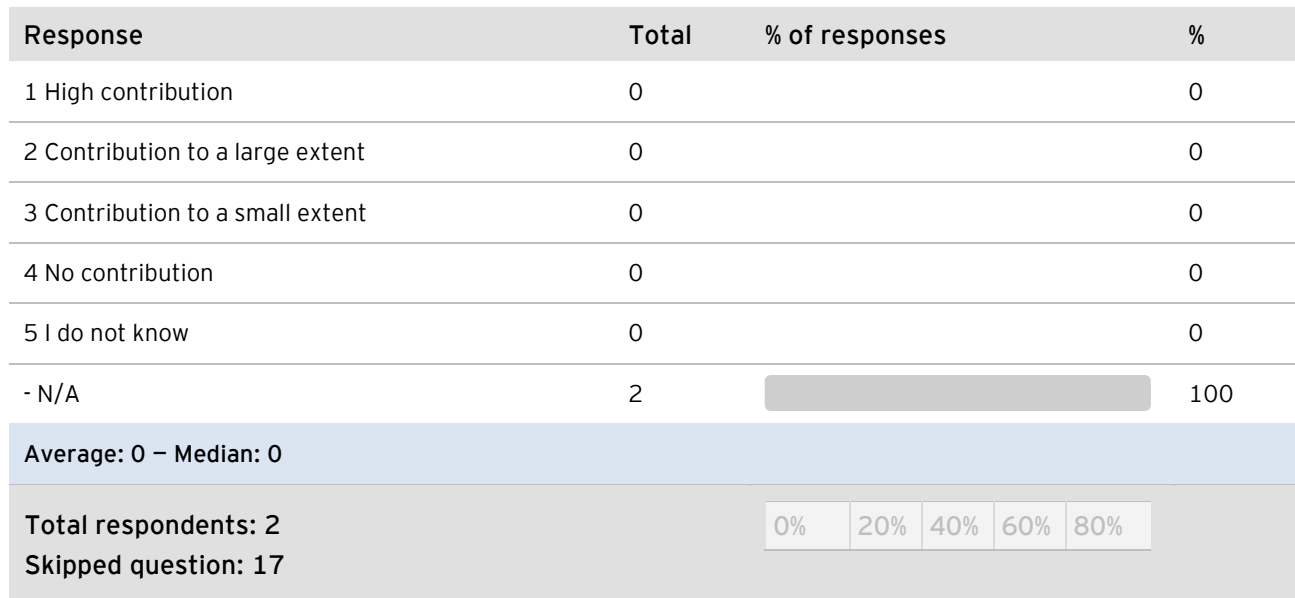 Response Total % of responses %
1 High contribution 0 0
2 Contribution to a large extent 0 0
3 Contribution to a small extent 0 0
4 No contribution 0 0
5 I do not know 0 0
- N/A 2 100
Average: 0 — Median: 0
Total respondents: 2 0% 20% 40% 60% 80%
Skipped question: 17